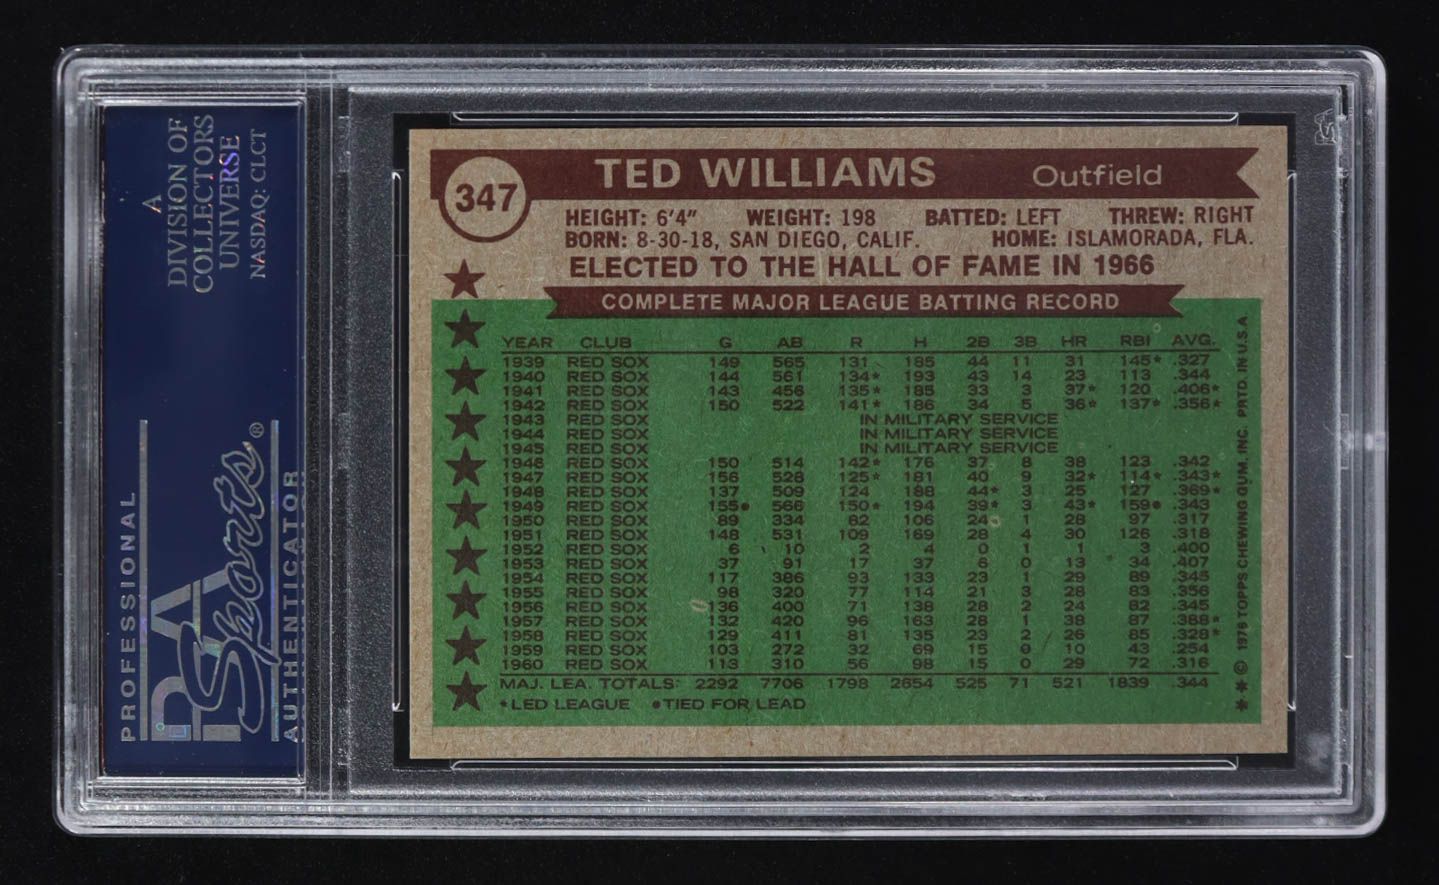 A
DIVISION OF
COLLECTORS
UNIVERSE
NASDAQ: CLCT
PROFESSIONAL
PSA
Sports®
AUTHENTICATOR
347
TED WILLIAMS Outfield
HEIGHT: 6'4" WEIGHT: 198 BATTED: LEFT THREW: RIGHT
BORN: 8-30-18, SAN DIEGO, CALIF. HOME: ISLAMORADA, FLA.
ELECTED TO THE HALL OF FAME IN 1966
COMPLETE MAJOR LEAGUE BATTING RECORD
YEAR CLUB G AB R H 2B 3B HR RBI AVG.
1939 RED SOX 149 565 131 185 44 11 31 145* .327
1940 RED SOX 144 561 134* 193 43 14 23 113 .344
1941 RED SOX 143 456 135* 185 33 3 37* 120 .406*
1942 RED SOX 150 522 141* 186 34 5 36* 137* .356*
1943 RED SOX IN MILITARY SERVICE
1944 RED SOX IN MILITARY SERVICE
1945 RED SOX IN MILITARY SERVICE
1946 RED SOX 150 514 142* 176 37 8 38 123 .342
1947 RED SOX 156 528 125* 181 40 9 32* 114* .343*
1948 RED SOX 137 509 124 188 44* 3 25 127 .369*
1949 RED SOX 155• 566 150* 194 39* 3 43* 159• .343
1950 RED SOX 89 334 82 106 24 1 28 97 .317
1951 RED SOX 148 531 109 169 28 4 30 126 .318
1952 RED SOX 6 10 2 4 0 1 1 3 .400
1953 RED SOX 37 91 17 37 6 0 13 34 .407
1954 RED SOX 117 386 93 133 23 1 29 89 .345
1955 RED SOX 98 320 77 114 21 3 28 83 .356
1956 RED SOX 136 400 71 138 28 2 24 82 .345
1957 RED SOX 132 420 96 163 28 1 38 87 .388*
1958 RED SOX 129 411 81 135 23 2 26 85 .328*
1959 RED SOX 103 272 32 69 15 0 10 43 .254
1960 RED SOX 113 310 56 98 15 0 29 72 .316
MAJ. LEA. TOTALS: 2292 7706 1798 2654 525 71 521 1839 .344
*LED LEAGUE •TIED FOR LEAD
** © 1976 TOPPS CHEWING GUM, INC. PRTD. IN U.S.A